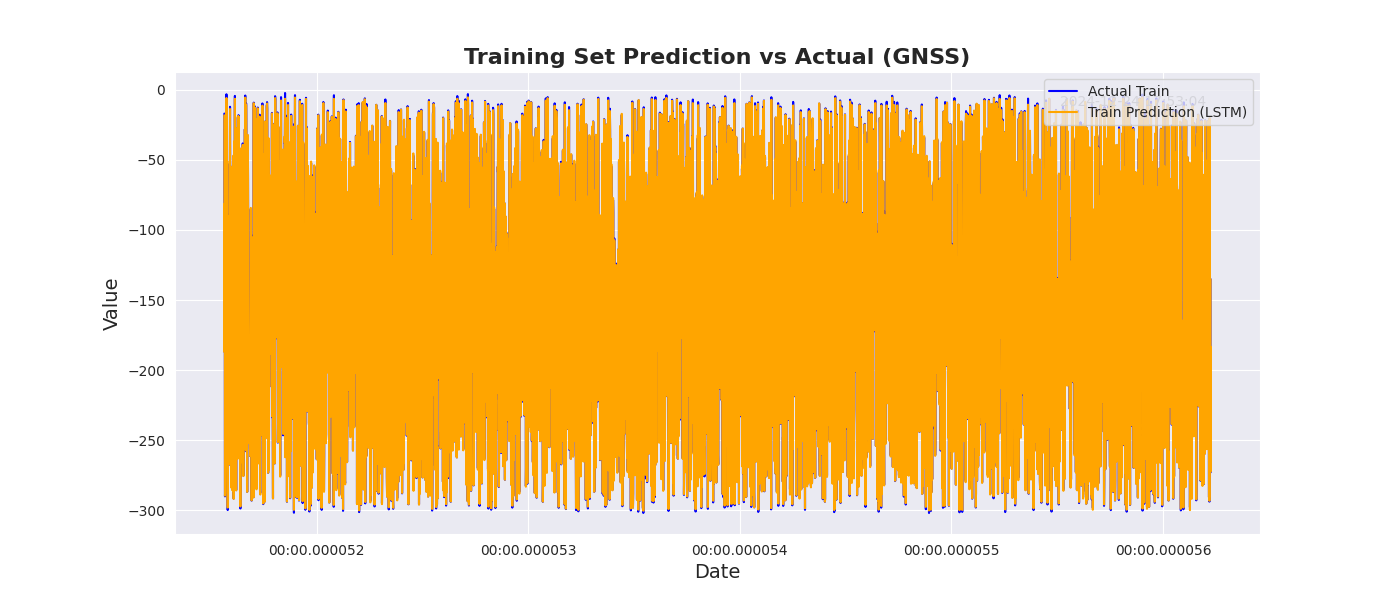 Training Set Prediction vs Actual (GNSS)
Actual Train
Train Prediction (LSTM)
Value
0
−50
−100
−150
−200
−250
−300
00:00.000052
00:00.000053
00:00.000054
00:00.000055
00:00.000056
Date